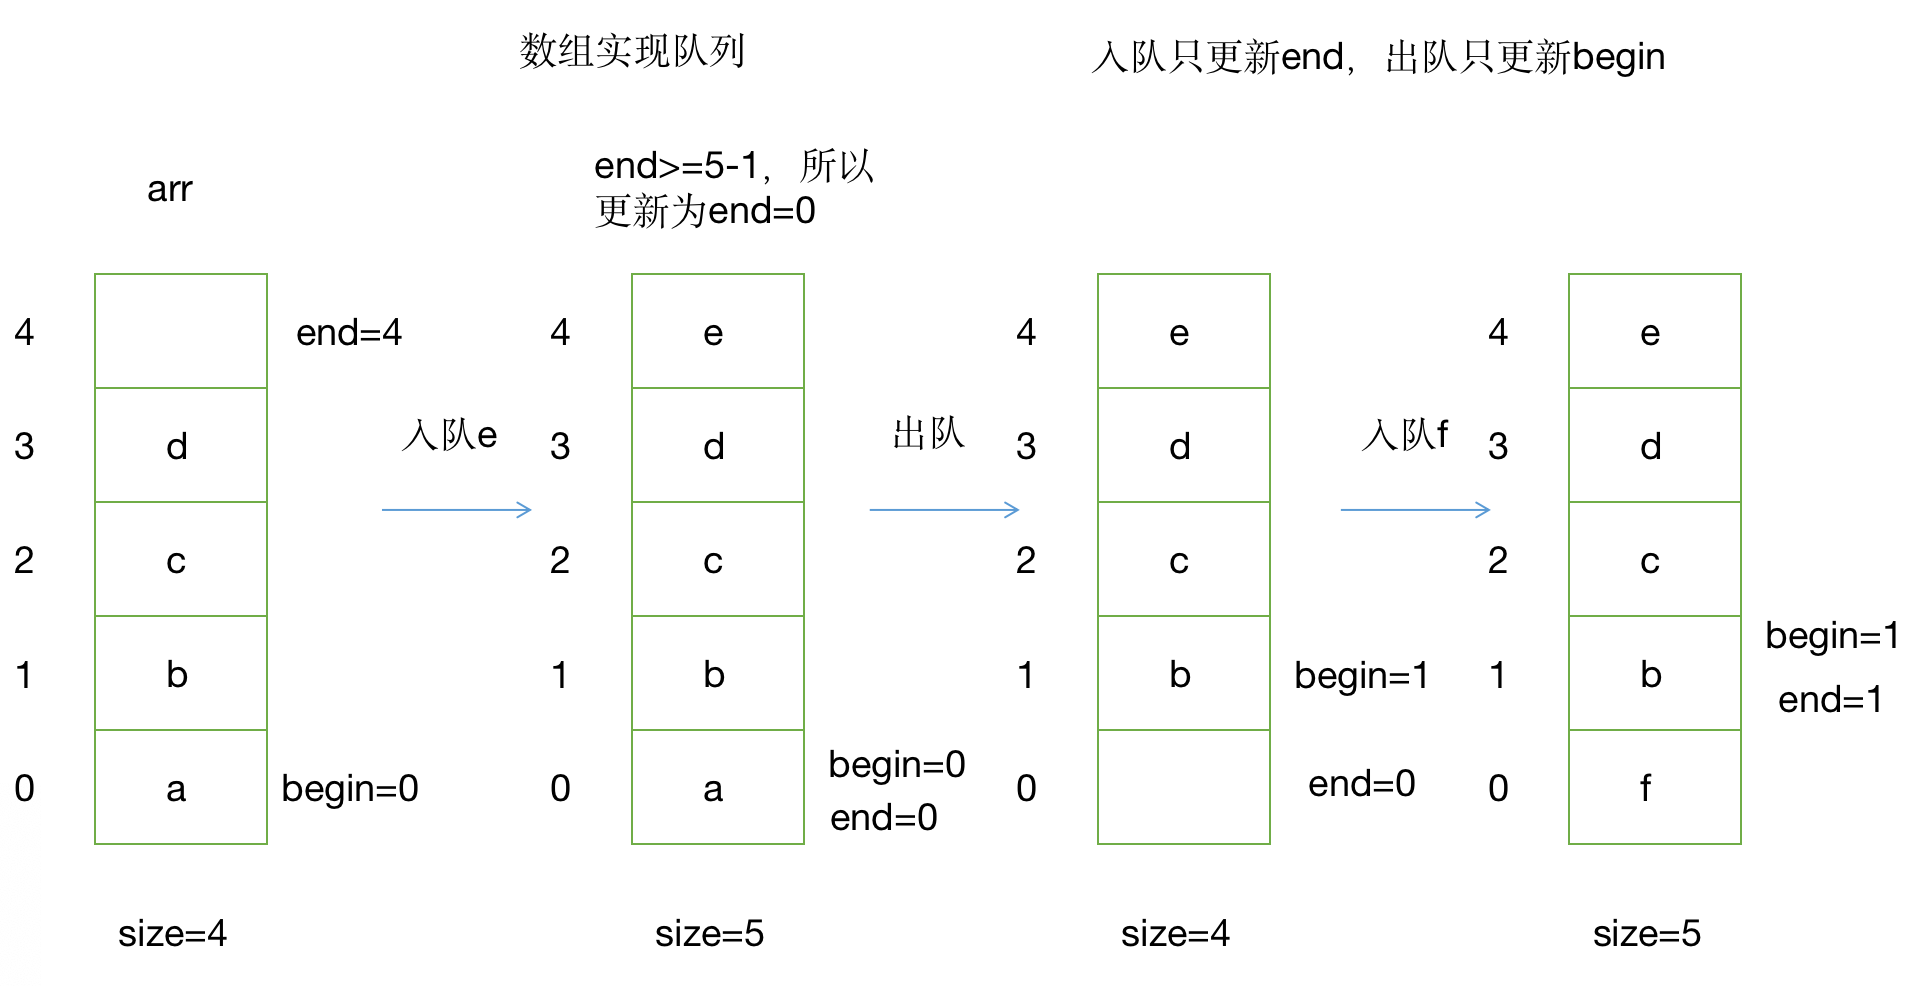 数组实现队列
入队只更新end，出队只更新begin
arr
end>=5-1，所以
更新为end=0
4
end=4
4
e
4
e
4
e
3
d
入队e
3
d
出队
3
d
入队f
3
d
2
c
2
c
2
c
2
c
1
b
1
b
1
b
begin=1
1
b
begin=1
end=1
0
a
begin=0
0
a
begin=0
end=0
0
end=0
0
f
size=4
size=5
size=4
size=5